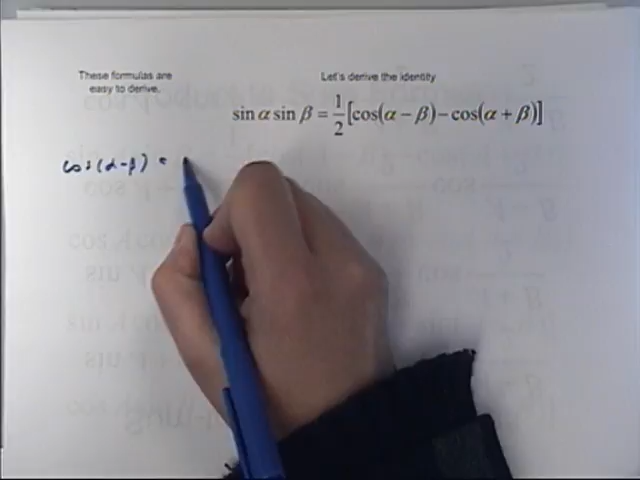 These formulas are
easy to derive.
Let's derive the identity
sin α sin β = 1/2 [cos(α − β) − cos(α + β)]
cos(α-β) =